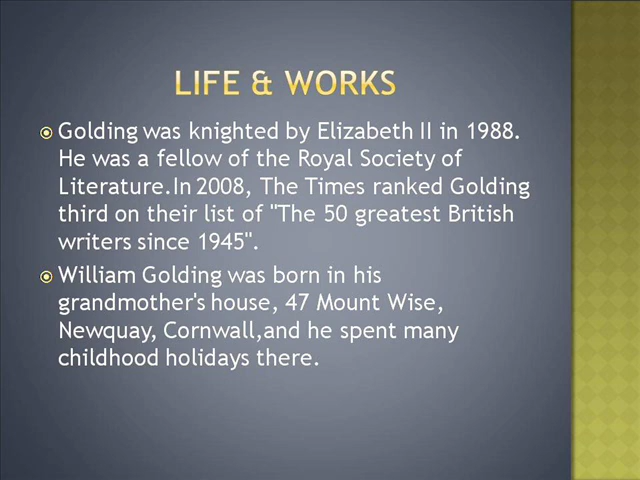 LIFE & WORKS
Golding was knighted by Elizabeth II in 1988.
He was a fellow of the Royal Society of
Literature.In 2008, The Times ranked Golding
third on their list of "The 50 greatest British
writers since 1945".
William Golding was born in his
grandmother's house, 47 Mount Wise,
Newquay, Cornwall,and he spent many
childhood holidays there.